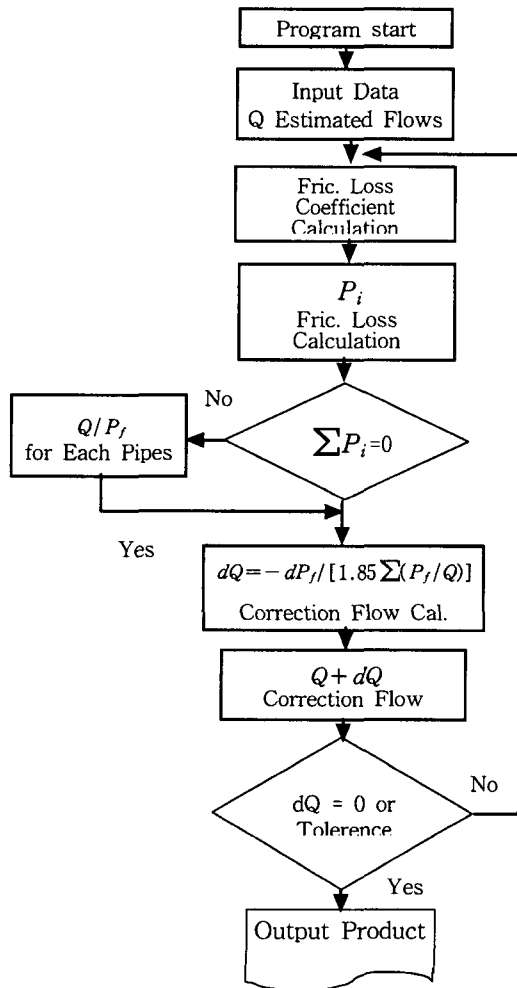 Program start
Input Data
Q Estimated Flows
Fric. Loss
Coefficient
Calculation
P_i
Fric. Loss
Calculation
No
Q/P_f
for Each Pipes
∑P_i=0
Yes
dQ=−dP_f/[1.85∑(P_f/Q)]
Correction Flow Cal.
Q+dQ
Correction Flow
No
dQ = 0 or
Tolerence
Yes
Output Product